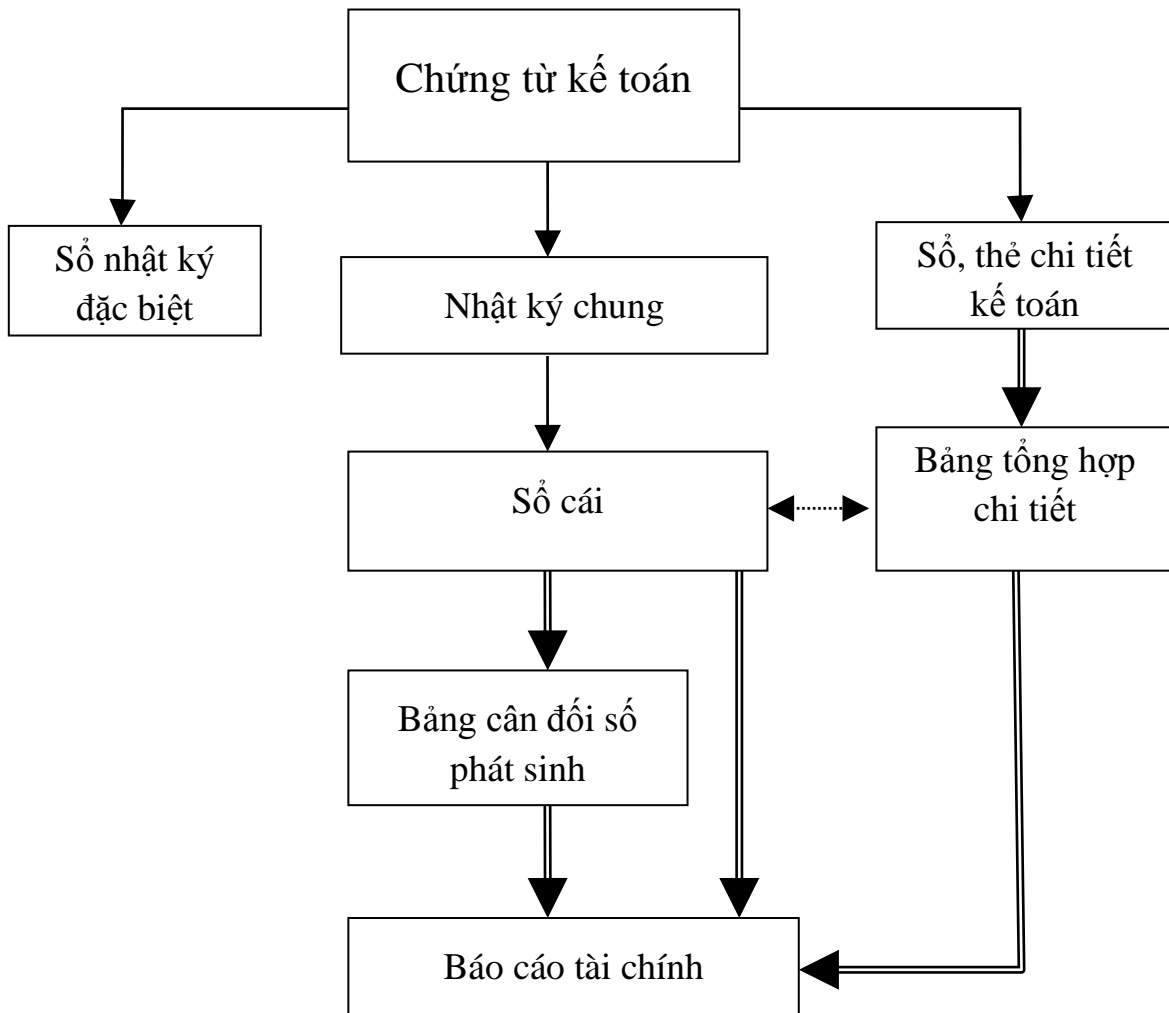 Chứng từ kế toán
Sổ nhật ký
đặc biệt
Nhật ký chung
Sổ, thẻ chi tiết
kế toán
Sổ cái
Bảng tổng hợp
chi tiết
Bảng cân đối số
phát sinh
Báo cáo tài chính